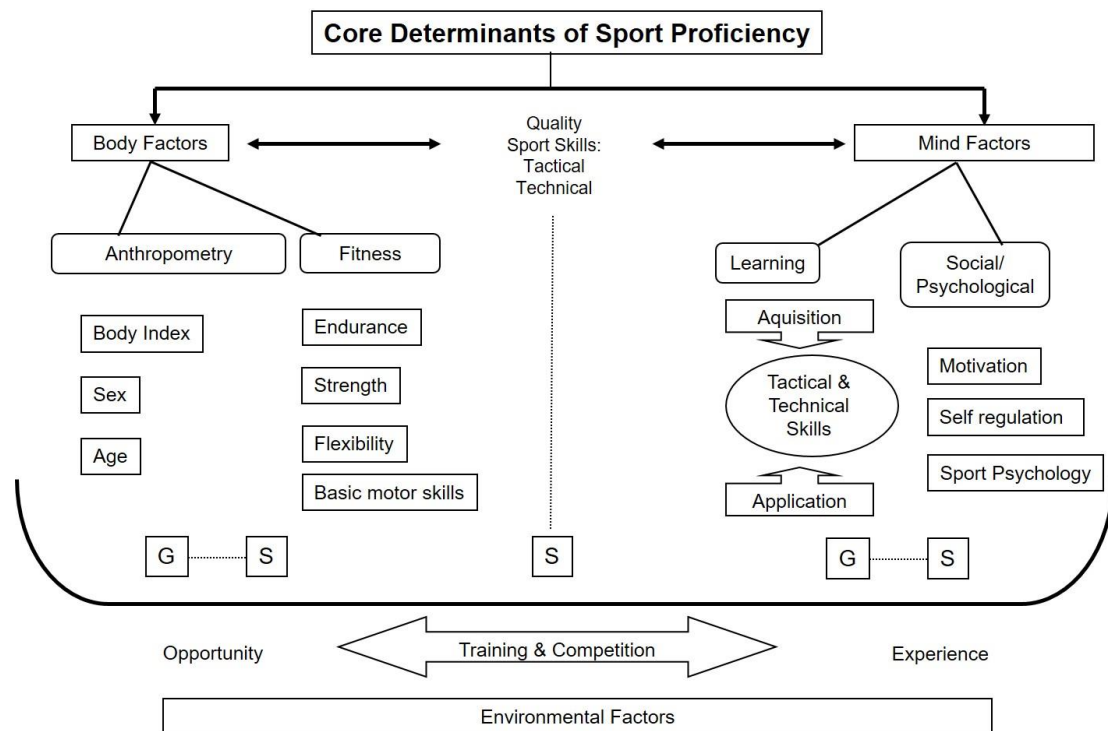 Core Determinants of Sport Proficiency
Body Factors
Quality
Sport Skills:
Tactical
Technical
Mind Factors
Anthropometry
Fitness
Learning
Social/
Psychological
Body Index
Sex
Age
Endurance
Strength
Flexibility
Basic motor skills
Aquisition
Tactical &
Technical
Skills
Application
Motivation
Self regulation
Sport Psychology
G
S
S
G
S
Opportunity
Training & Competition
Experience
Environmental Factors